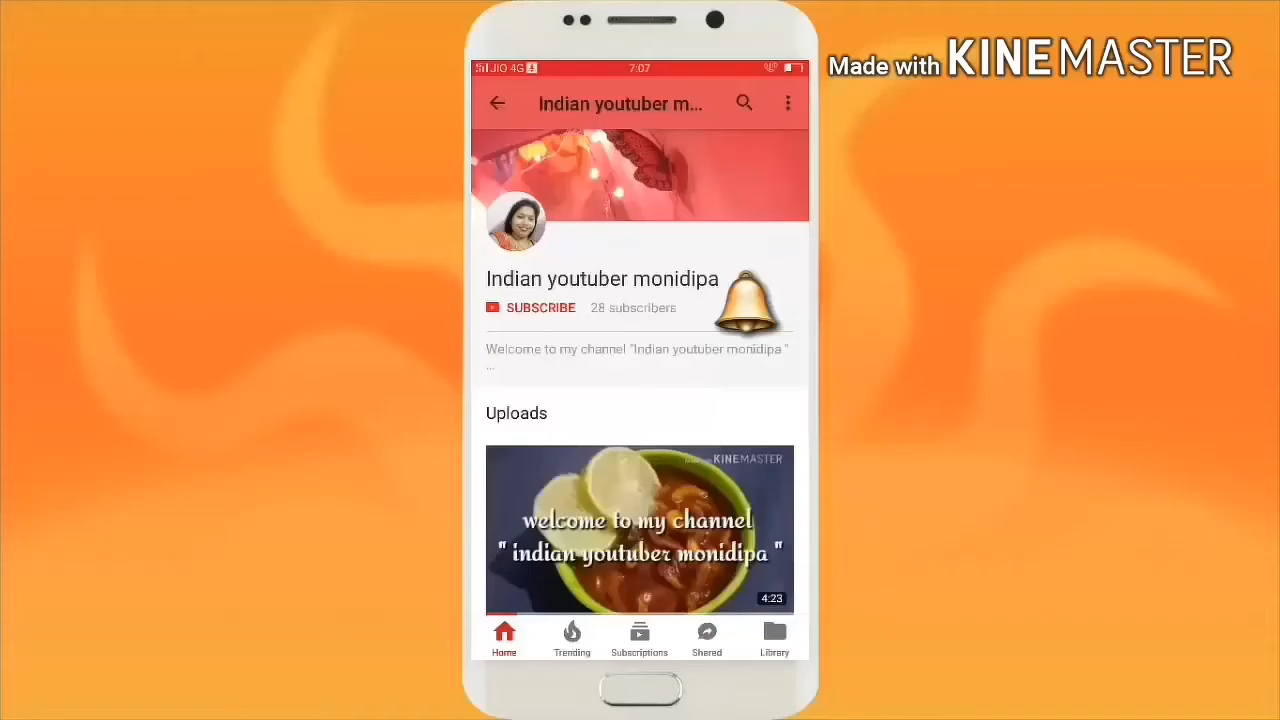 Made with KINEMASTER
JIO 4G
7:07
Indian youtuber m...
Indian youtuber monidipa
SUBSCRIBE 28 subscribers
Welcome to my channel "Indian youtuber monidipa "
...
Uploads
KINEMASTER
welcome to my channel
" indian youtuber monidipa "
4:23
Home Trending Subscriptions Shared Library